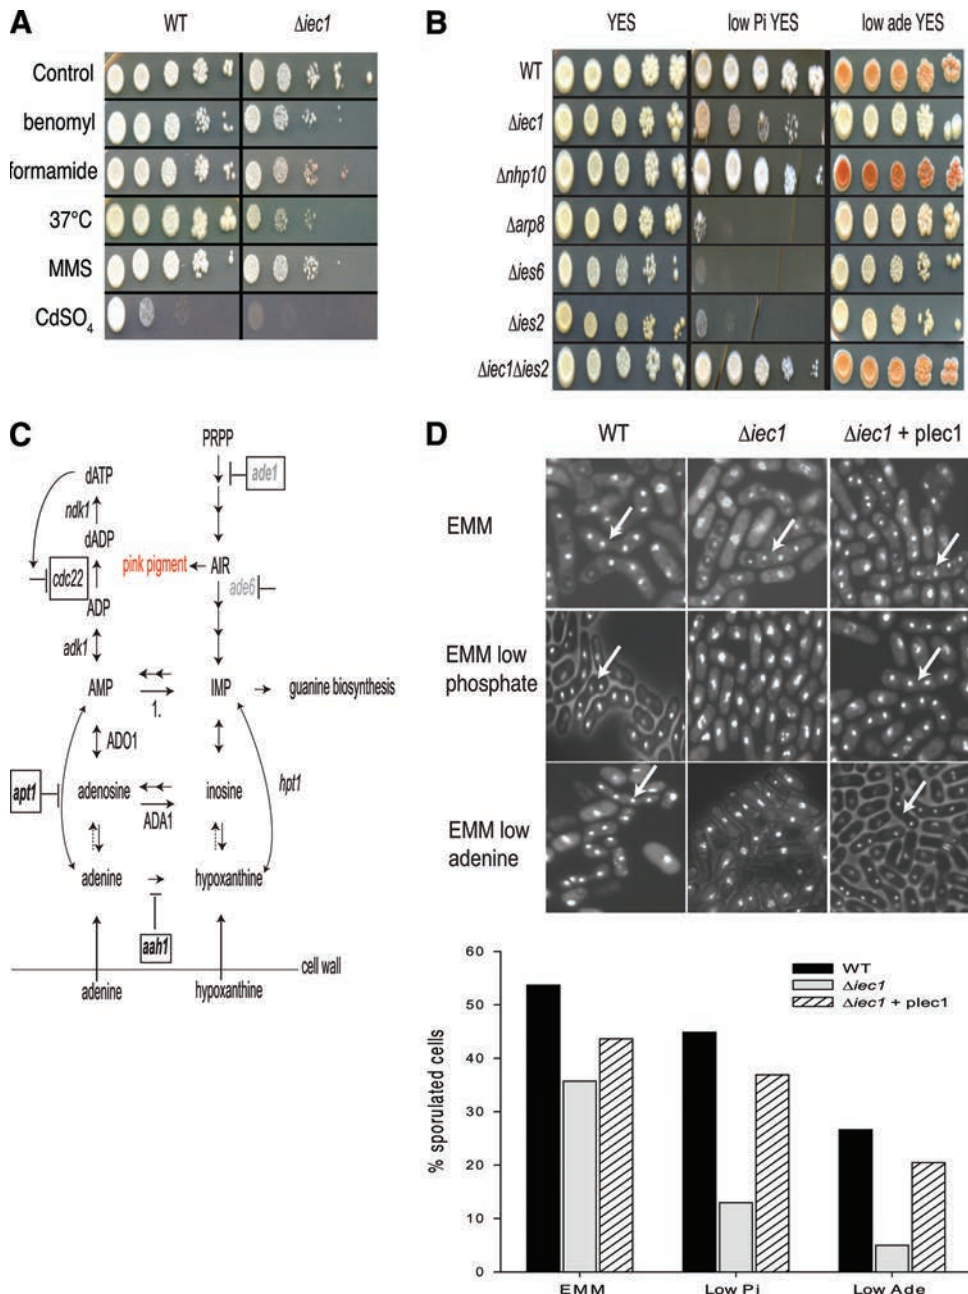 A
WT
Δiec1
Control
benomyl
formamide
37°C
MMS
CdSO4
B
YES
low Pi YES
low ade YES
WT
Δiec1
Δnhp10
Δarp8
Δies6
Δies2
Δiec1Δies2
C
PRPP
ade1
dATP
ndk1
dADP
pink pigment
AIR
cdc22
ade6
ADP
adk1
AMP
IMP
guanine biosynthesis
1.
ADO1
apt1
adenosine
inosine
hpt1
ADA1
adenine
hypoxanthine
aah1
cell wall
adenine
hypoxanthine
D
WT
Δiec1
Δiec1 + plec1
EMM
EMM low
phosphate
EMM low
adenine
60
50
40
30
20
10
0
% sporulated cells
WT
Δiec1
Δiec1 + plec1
EMM
Low Pi
Low Ade